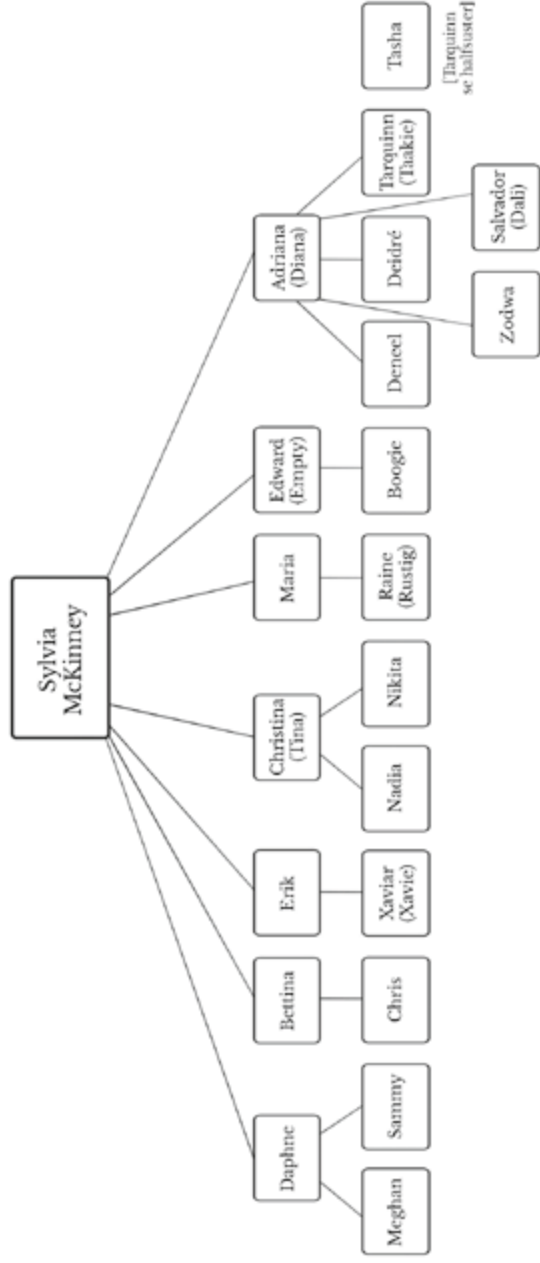 Sylvia
McKinney
Daphne
Bettina
Erik
Christina
(Tina)
Maria
Edward
(Empty)
Adriana
(Diana)
Meghan
Sammy
Chris
Xaviar
(Xavie)
Nadia
Nikita
Raine
(Rustig)
Boogie
Deneel
Deidré
Tarquinn
(Taakie)
Tasha
[Tarquinn
se halfsuster]
Zodwa
Salvador
(Dali)